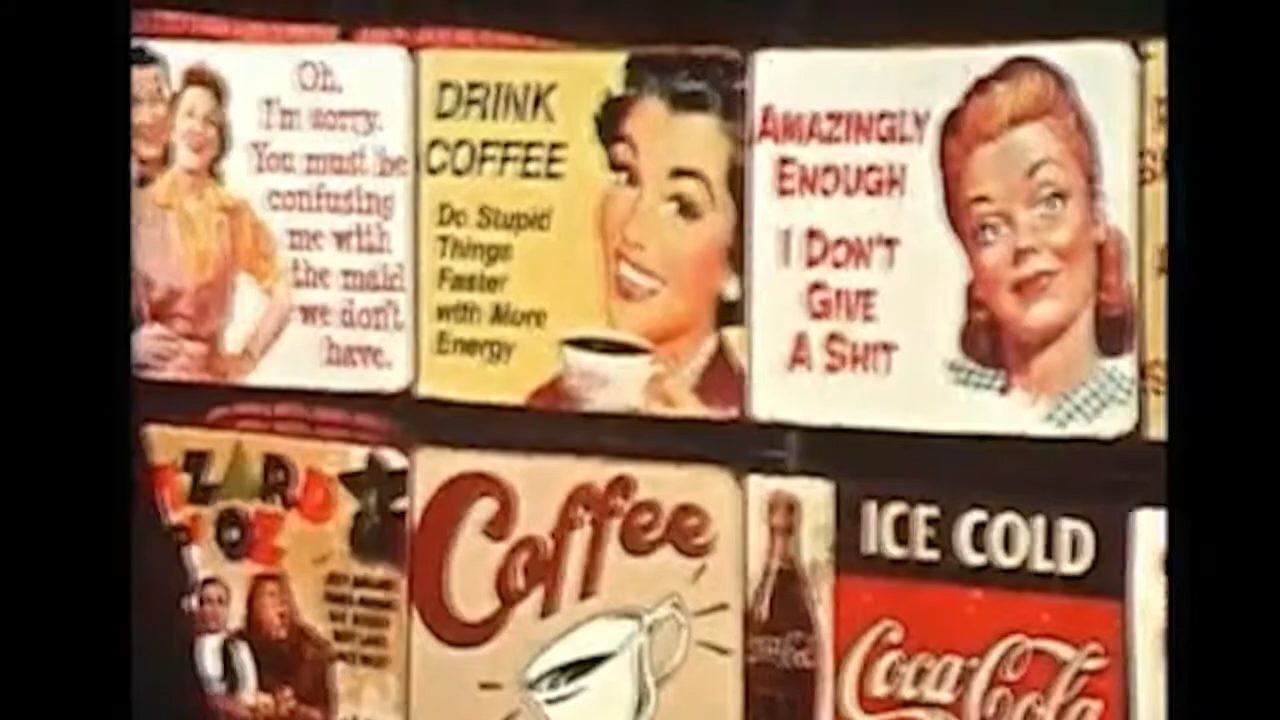 Oh.
I'm sorry.
You must be
confusing
me with
the maid
we don't
have.
DRINK
COFFEE
Do Stupid
Things
Faster
with More
Energy
AMAZINGLY
ENOUGH
I DON'T
GIVE
A SHIT
Coffee
ICE COLD
Coca-Cola